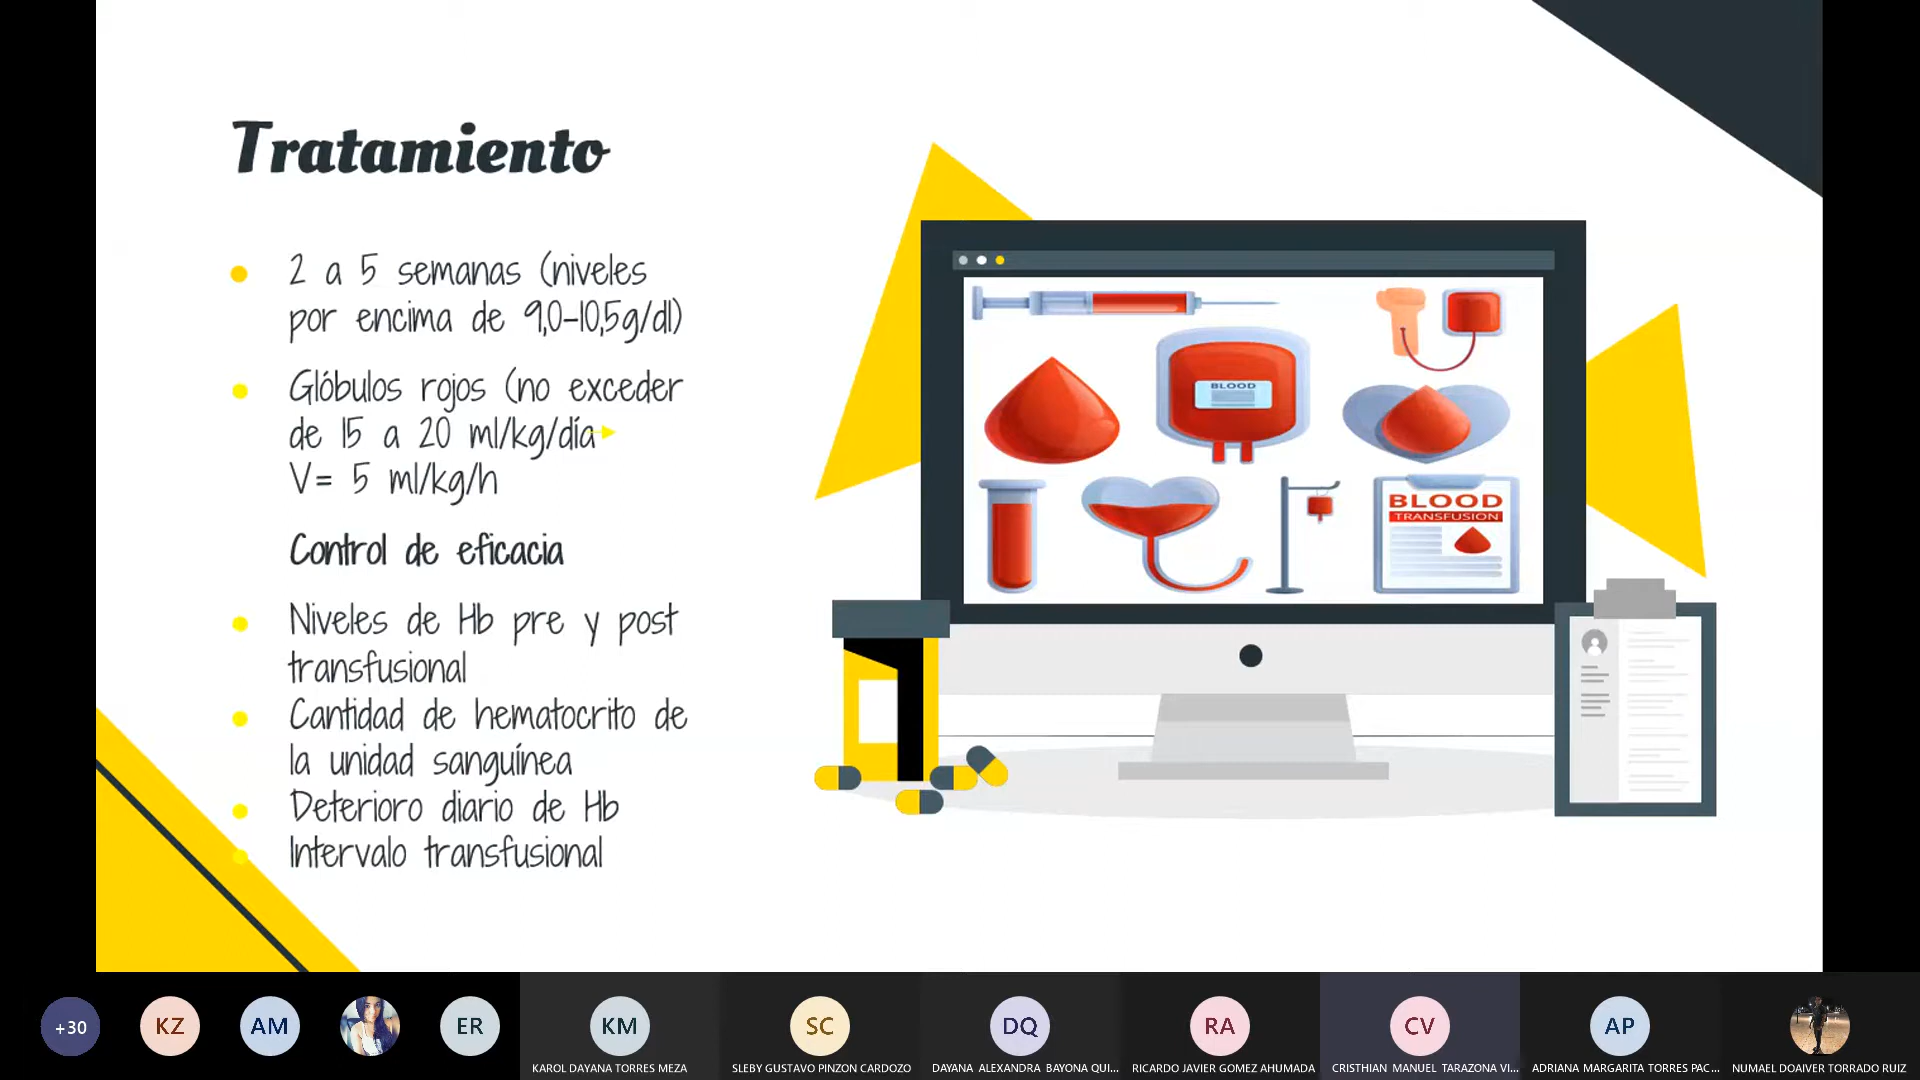 Tratamiento
2 a 5 semanas (niveles
por encima de 9,0-10,5g/dl)
Glóbulos rojos (no exceder
de 15 a 20 ml/kg/día
V= 5 ml/kg/h
Control de eficacia
Niveles de Hb pre y post
transfusional
Cantidad de hematocrito de
la unidad sanguínea
Deterioro diario de Hb
Intervalo transfusional
BLOOD
BLOOD
TRANSFUSION
+30
KZ
AM
ER
KM
SC
DQ
RA
CV
AP
KAROL DAYANA TORRES MEZA
SLEBY GUSTAVO PINZON CARDOZO
DAYANA ALEXANDRA BAYONA QUI...
RICARDO JAVIER GOMEZ AHUMADA
CRISTHIAN MANUEL TARAZONA VI...
ADRIANA MARGARITA TORRES PAC...
NUMAEL DOAIVER TORRADO RUIZ